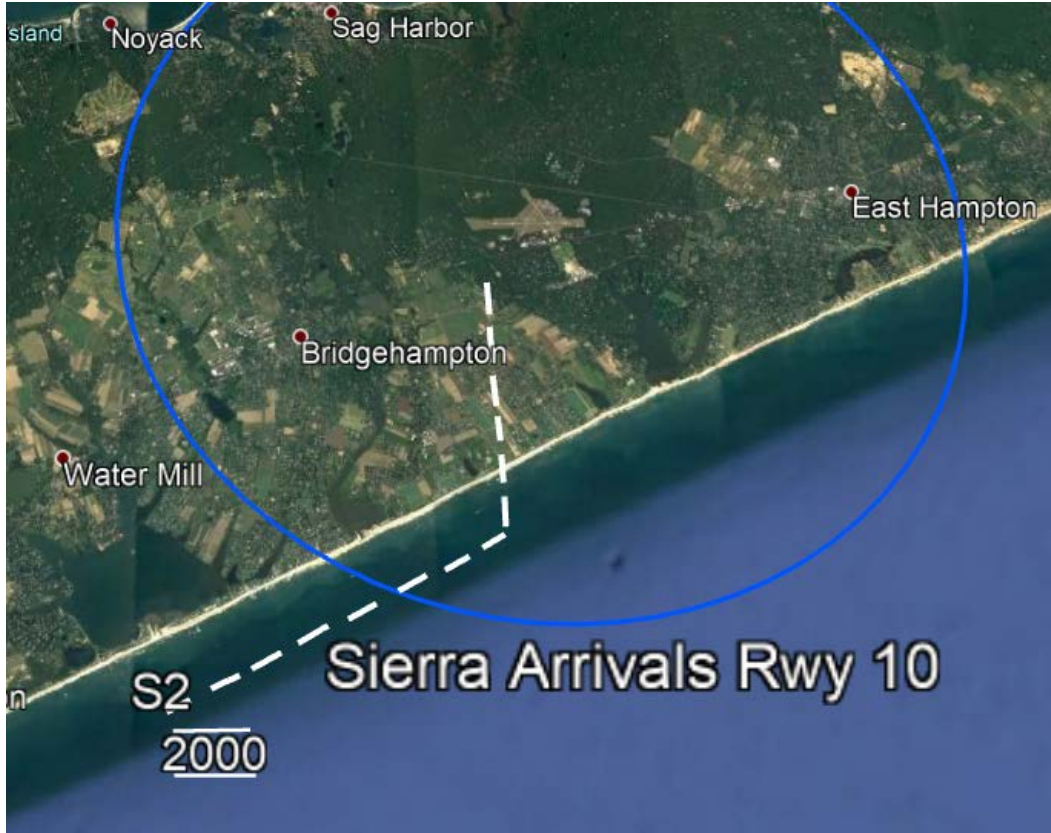 sland
Noyack
Sag Harbor
East Hampton
Bridgehampton
Water Mill
n
S2
Sierra Arrivals Rwy 10
2000